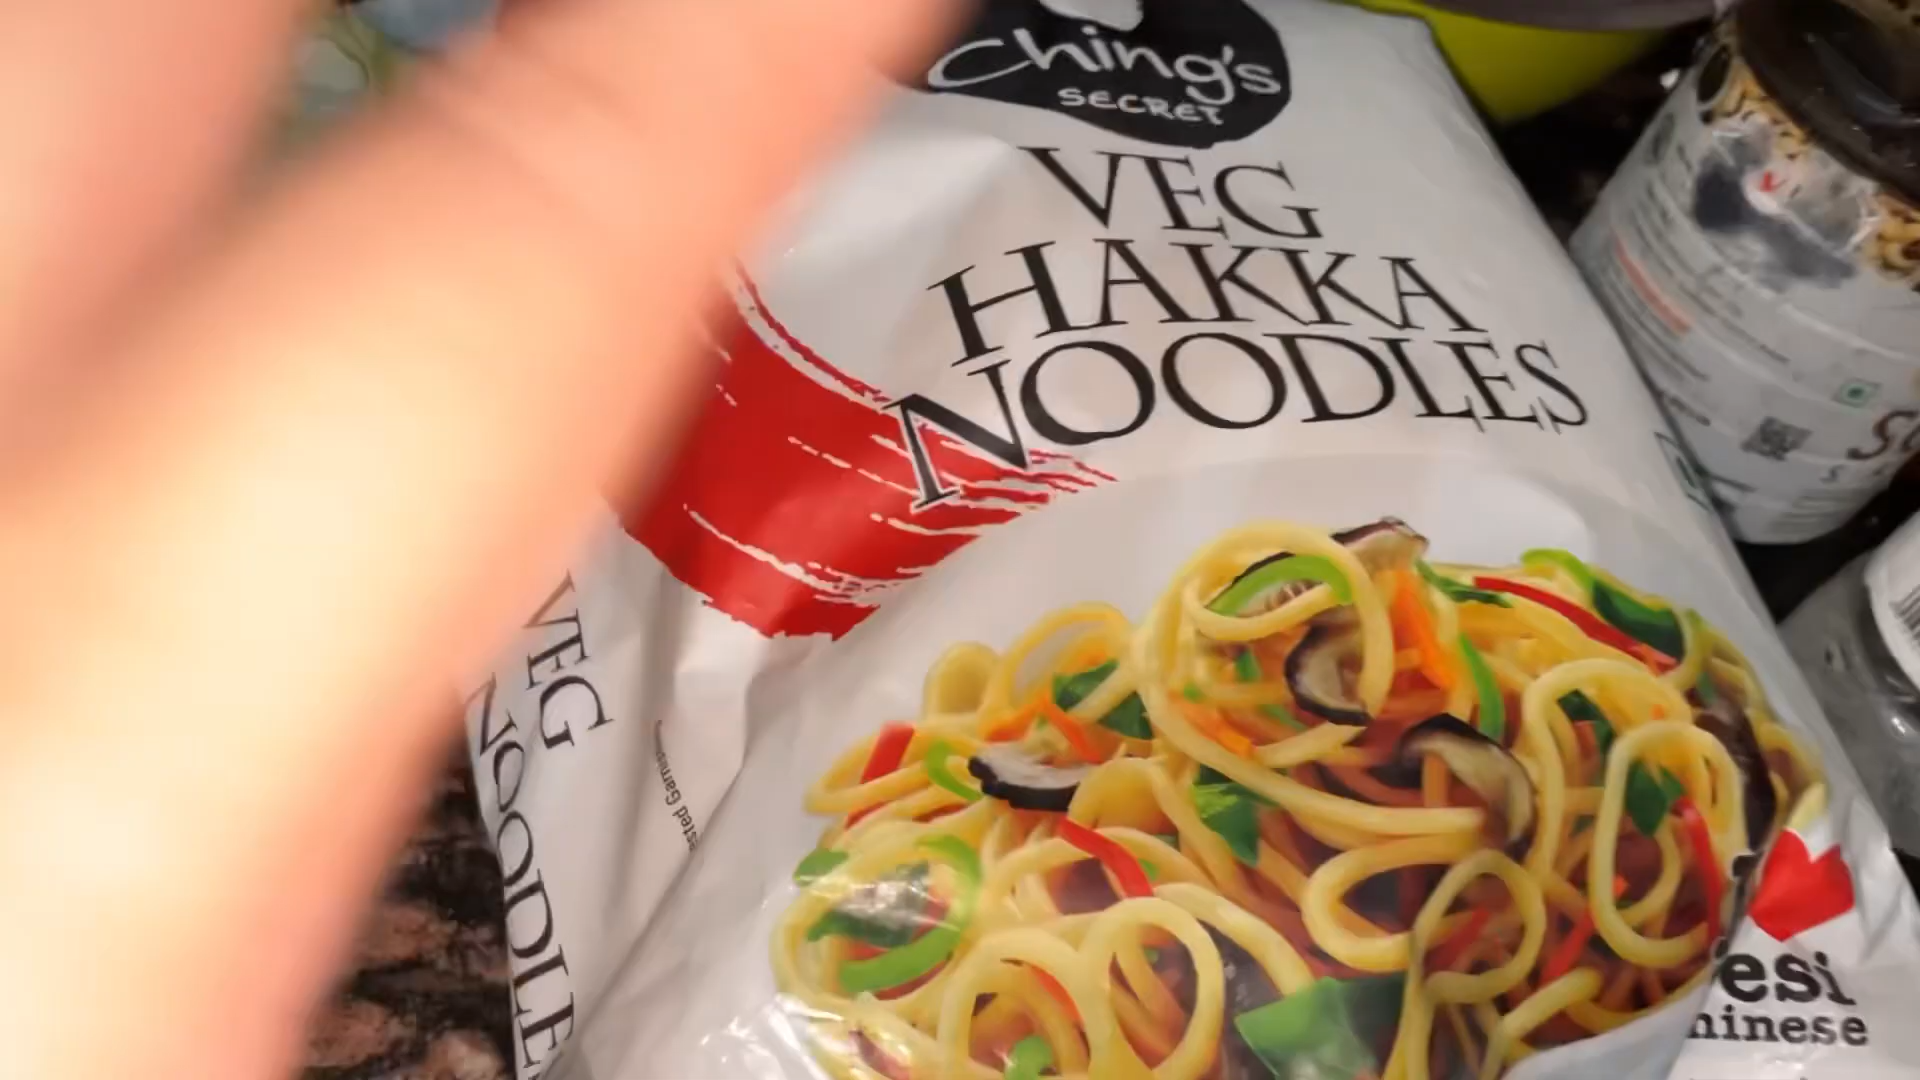 Ching's
SECRET
VEG
HAKKA
NOODLES
VEG
NOODLE
esi
hinese